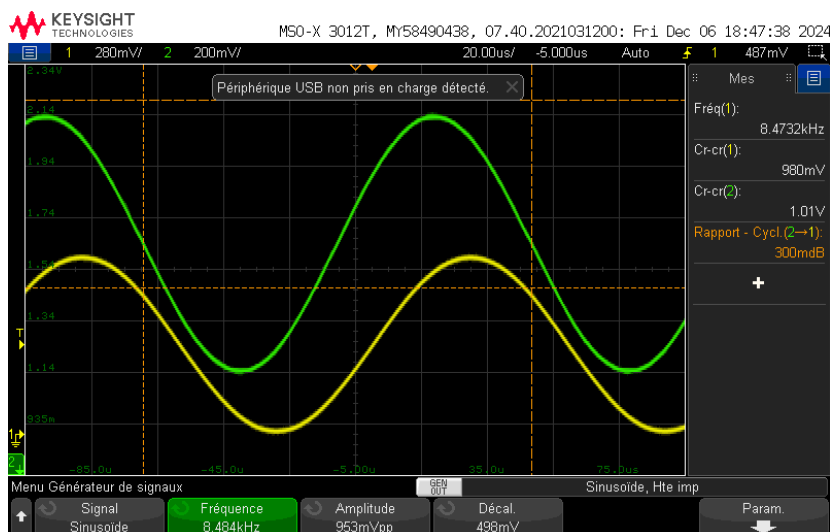 KEYSIGHT
TECHNOLOGIES
MSO-X 3012T, MY58490438, 07.40.2021031200: Fri Dec 06 18:47:38 2024
1 280mV/ 2 200mV/ 20.00us/ -5.000us Auto 1 487mV
2.34V
Périphérique USB non pris en charge détecté.
2.14
1.94
1.74
1.54
1.34
1.14
935m
T
1
2
-85.0u -45.0u -5.00u 35.0u 75.0us
Mes
Fréq(1):
8.4732kHz
Cr-cr(1):
980mV
Cr-cr(2):
1.01V
Rapport - Cycl.(2→1):
300mdB
Menu Générateur de signaux
GEN
OUT
Sinusoïde, Hte imp
Signal
Sinusoïde
Fréquence
8.484kHz
Amplitude
953mVpp
Décal.
498mV
Param.